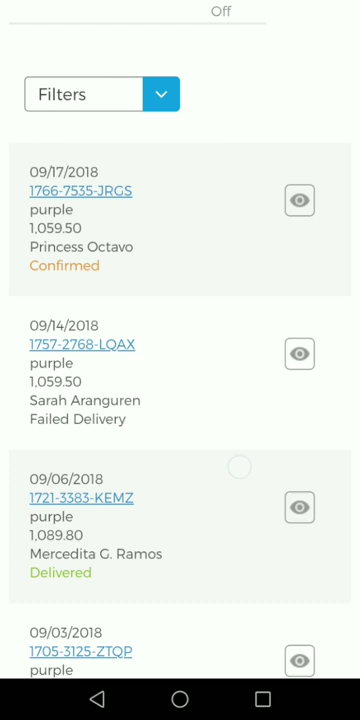 Off
Filters
09/17/2018
1766-7535-JRGS
purple
1,059.50
Princess Octavo
Confirmed
09/14/2018
1757-2768-LQAX
purple
1,059.50
Sarah Aranguren
Failed Delivery
09/06/2018
1721-3383-KEMZ
purple
1,089.80
Mercedita G. Ramos
Delivered
09/03/2018
1705-3125-ZTQP
purple